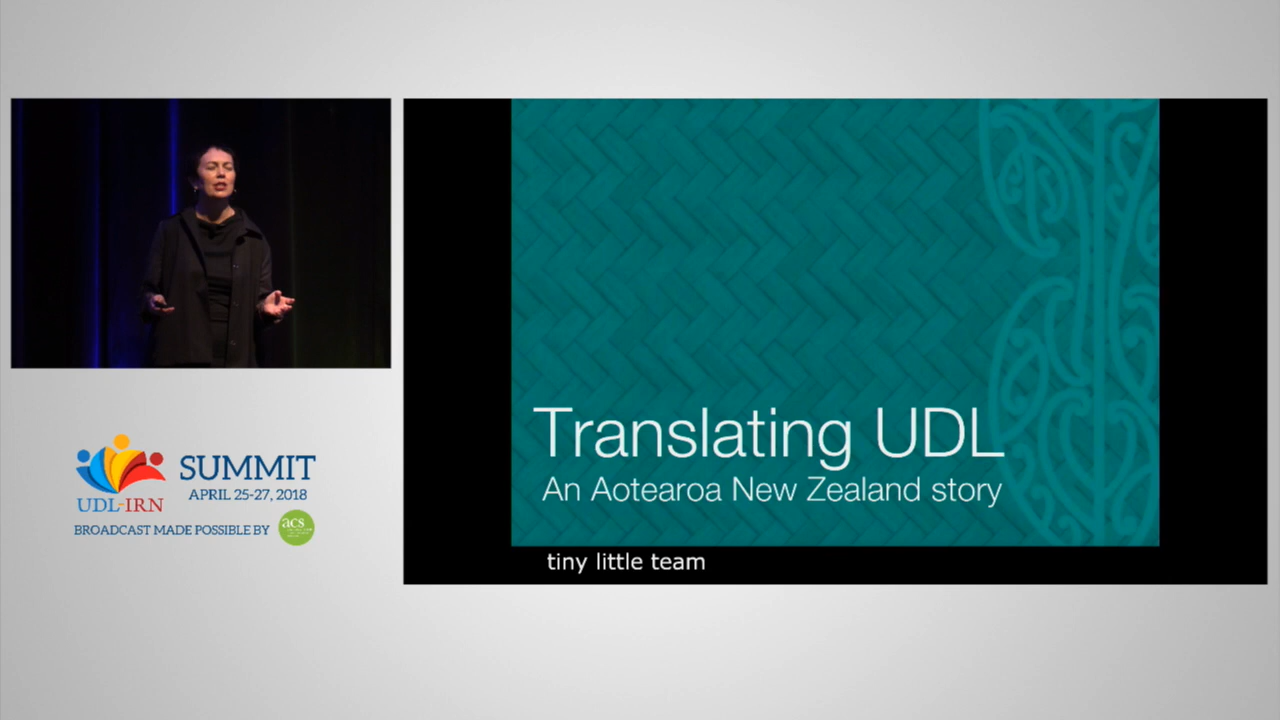 Translating UDL
An Aotearoa New Zealand story
tiny little team
SUMMIT
APRIL 25-27, 2018
UDL-IRN
BROADCAST MADE POSSIBLE BY
acs